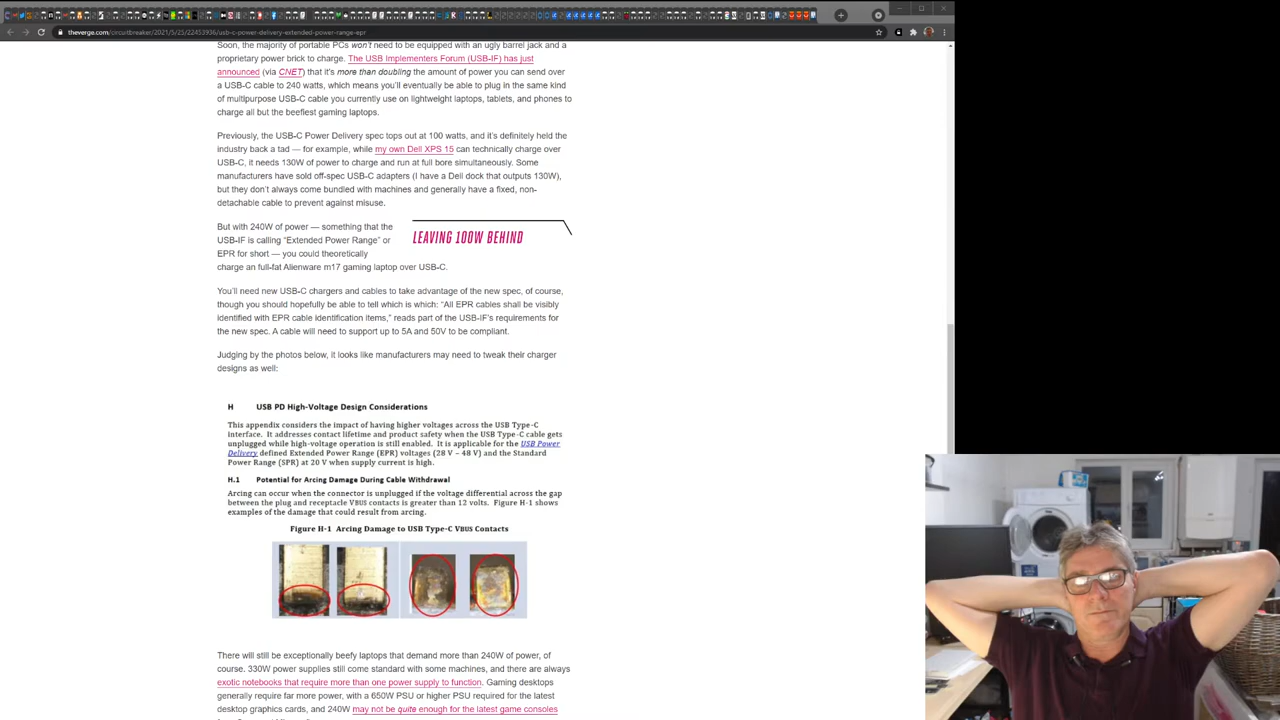 theverge.com/circuitbreaker/2021/5/25/22453936/usb-c-power-delivery-extended-power-range-epr
Soon, the majority of portable PCs won't need to be equipped with an ugly barrel jack and a
proprietary power brick to charge. The USB Implementers Forum (USB-IF) has just
announced (via CNET) that it's more than doubling the amount of power you can send over
a USB-C cable to 240 watts, which means you'll eventually be able to plug in the same kind
of multipurpose USB-C cable you currently use on lightweight laptops, tablets, and phones to
charge all but the beefiest gaming laptops.
Previously, the USB-C Power Delivery spec tops out at 100 watts, and it's definitely held the
industry back a tad — for example, while my own Dell XPS 15 can technically charge over
USB-C, it needs 130W of power to charge and run at full bore simultaneously. Some
manufacturers have sold off-spec USB-C adapters (I have a Dell dock that outputs 130W),
but they don't always come bundled with machines and generally have a fixed, non-
detachable cable to prevent against misuse.
But with 240W of power — something that the
USB-IF is calling “Extended Power Range” or
EPR for short — you could theoretically
charge an full-fat Alienware m17 gaming laptop over USB-C.
LEAVING 100W BEHIND
You'll need new USB-C chargers and cables to take advantage of the new spec, of course,
though you should hopefully be able to tell which is which: “All EPR cables shall be visibly
identified with EPR cable identification items,” reads part of the USB-IF's requirements for
the new spec. A cable will need to support up to 5A and 50V to be compliant.
Judging by the photos below, it looks like manufacturers may need to tweak their charger
designs as well:
H USB PD High-Voltage Design Considerations
This appendix considers the impact of having higher voltages across the USB Type-C
interface. It addresses contact lifetime and product safety when the USB Type-C cable gets
unplugged while high-voltage operation is still enabled. It is applicable for the USB Power
Delivery defined Extended Power Range (EPR) voltages (28 V – 48 V) and the Standard
Power Range (SPR) at 20 V when supply current is high.
H.1 Potential for Arcing Damage During Cable Withdrawal
Arcing can occur when the connector is unplugged if the voltage differential across the gap
between the plug and receptacle VBUS contacts is greater than 12 volts. Figure H-1 shows
examples of the damage that could result from arcing.
Figure H-1 Arcing Damage to USB Type-C VBUS Contacts
There will still be exceptionally beefy laptops that demand more than 240W of power, of
course. 330W power supplies still come standard with some machines, and there are always
exotic notebooks that require more than one power supply to function. Gaming desktops
generally require far more power, with a 650W PSU or higher PSU required for the latest
desktop graphics cards, and 240W may not be quite enough for the latest game consoles